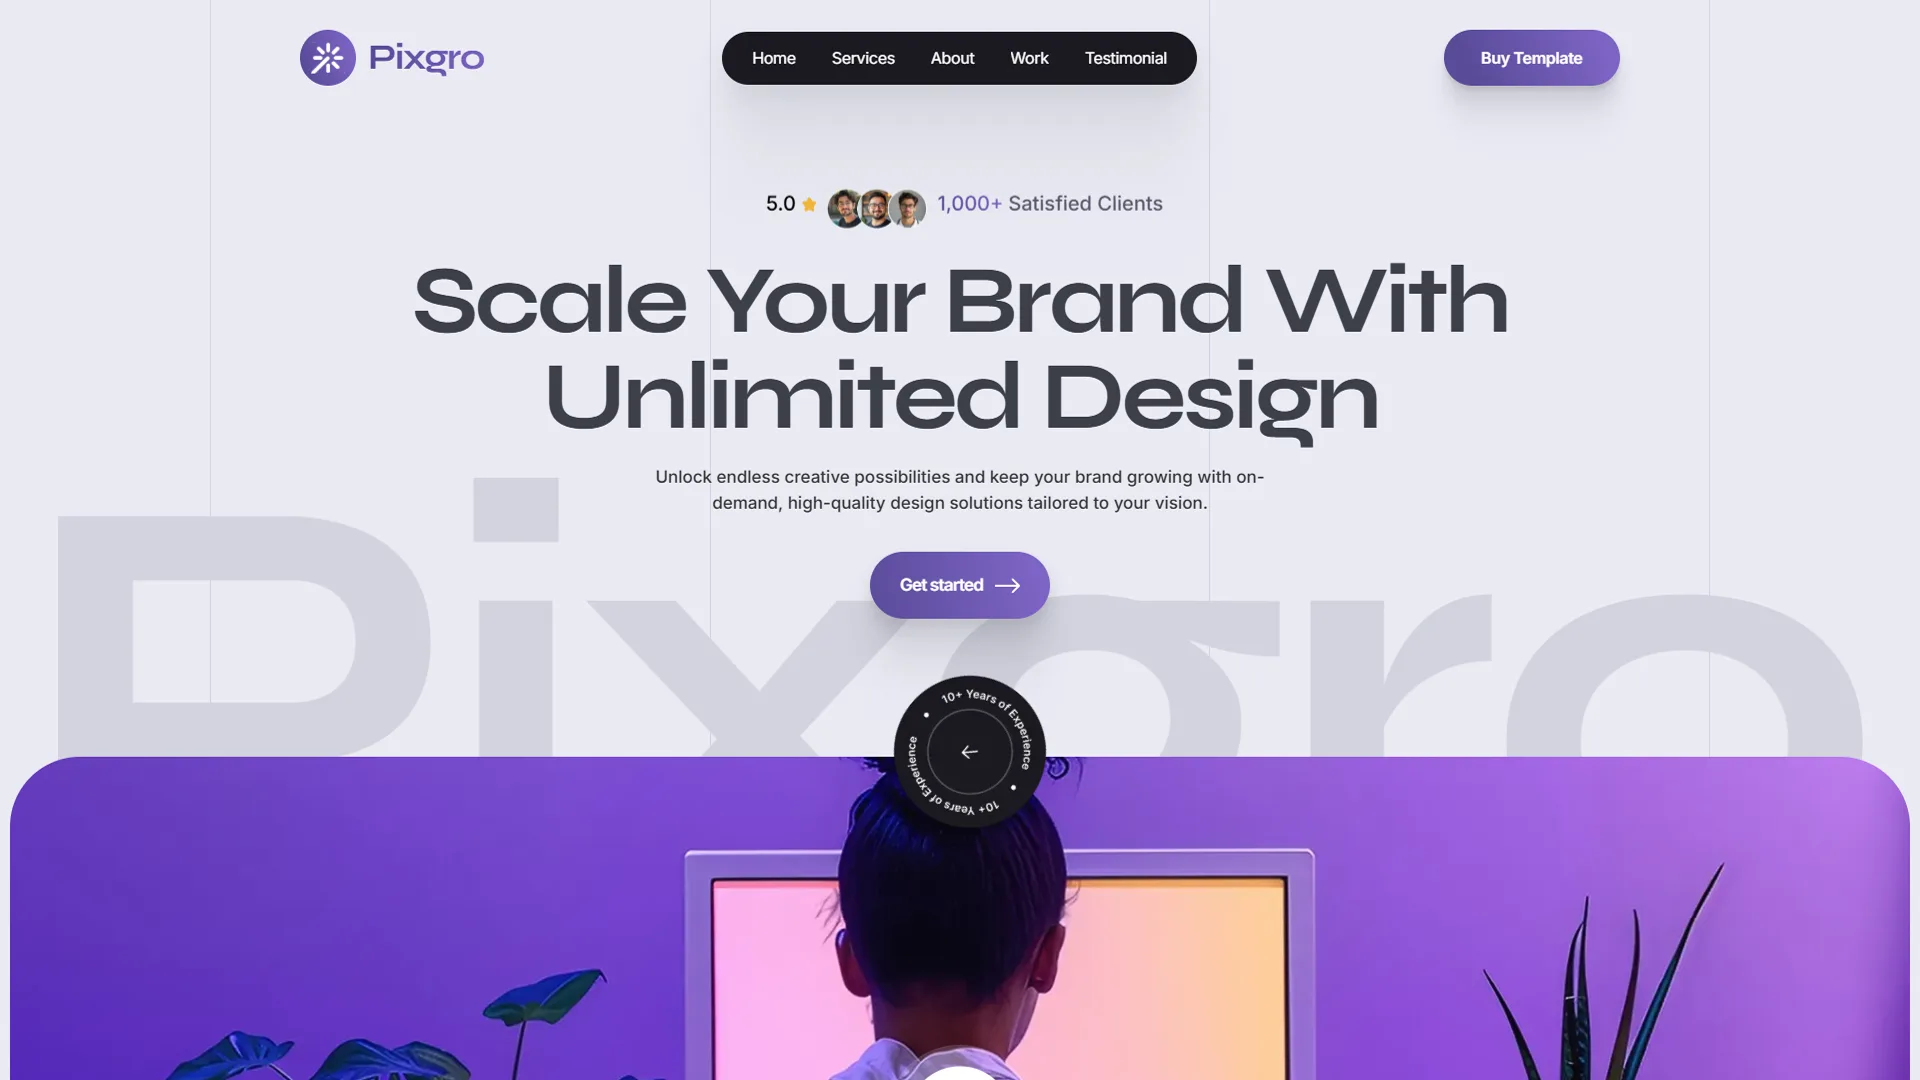 Pixgro
Home Services About Work Testimonial
Buy Template
5.0 1,000+ Satisfied Clients
Scale Your Brand With
Unlimited Design
Unlock endless creative possibilities and keep your brand growing with on-
demand, high-quality design solutions tailored to your vision.
Get started
Pixgro
10+ Years of Experience
10+ Years of Experience